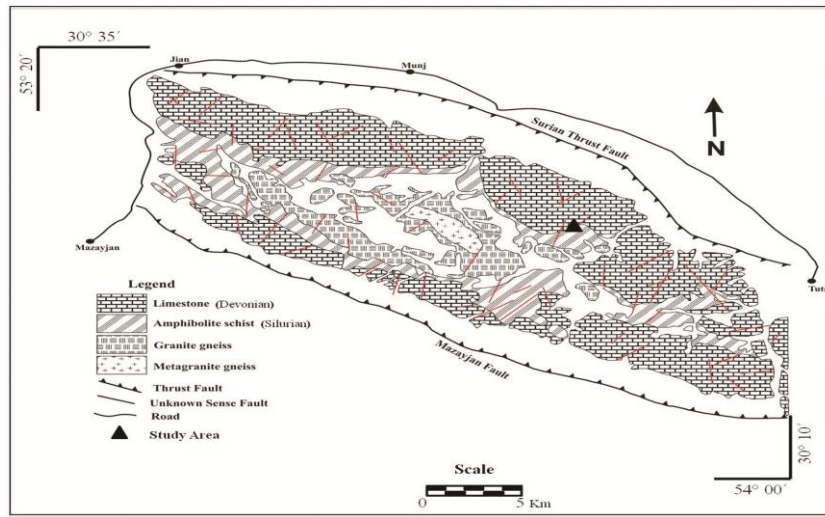 30° 35´
53° 20´
Jian
Munj
Surian Thrust Fault
N
Mazayjan
Tut
Mazayjan Fault
Legend
Limestone (Devonian)
Amphibolite schist (Silurian)
Granite gneiss
Metagranite gneiss
Thrust Fault
Unknown Sense Fault
Road
Study Area
Scale
0 5 Km
30° 10´
54° 00´